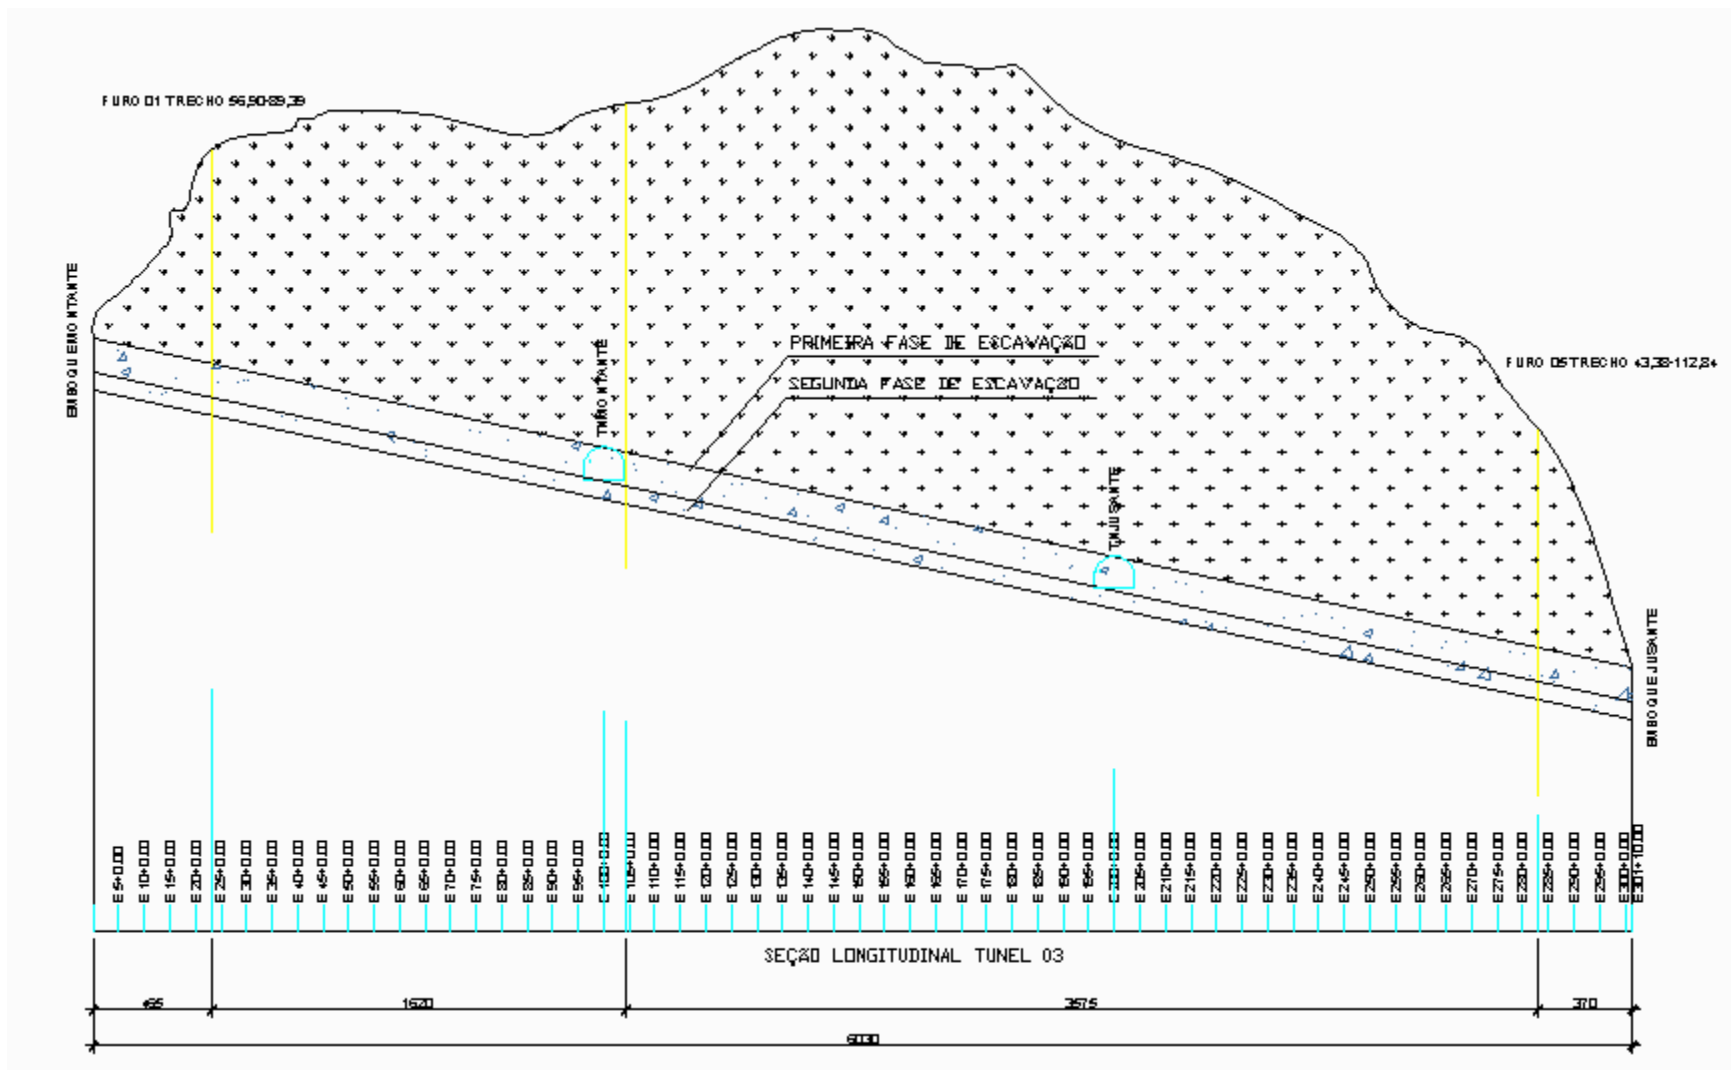 FURO 01 TRECHO 56,90-89,39
EMBOQUE MONTANTE
TNR MONTANTE
PRIMEIRA FASE DE ESCAVAÇÃO
SEGUNDA FASE DE ESCAVAÇÃO
FURO 05 TRECHO 43,38-112,84
JUSANTE
EMBOQUE JUSANTE
E 5+0.00
E 10+0.00
E 15+0.00
E 20+0.00
E 25+0.00
E 30+0.00
E 35+0.00
E 40+0.00
E 45+0.00
E 50+0.00
E 55+0.00
E 60+0.00
E 65+0.00
E 70+0.00
E 75+0.00
E 80+0.00
E 85+0.00
E 90+0.00
E 95+0.00
E 100+0.00
E 105+0.00
E 110+0.00
E 115+0.00
E 120+0.00
E 125+0.00
E 130+0.00
E 135+0.00
E 140+0.00
E 145+0.00
E 150+0.00
E 155+0.00
E 160+0.00
E 165+0.00
E 170+0.00
E 175+0.00
E 180+0.00
E 185+0.00
E 190+0.00
E 195+0.00
E 200+0.00
E 205+0.00
E 210+0.00
E 215+0.00
E 220+0.00
E 225+0.00
E 230+0.00
E 235+0.00
E 240+0.00
E 245+0.00
E 250+0.00
E 255+0.00
E 260+0.00
E 265+0.00
E 270+0.00
E 275+0.00
E 280+0.00
E 285+0.00
E 290+0.00
E 295+0.00
E 300+0.00
E 301+10.00
SEÇÃO LONGITUDINAL TUNEL 03
465 1620 3575 370
6030